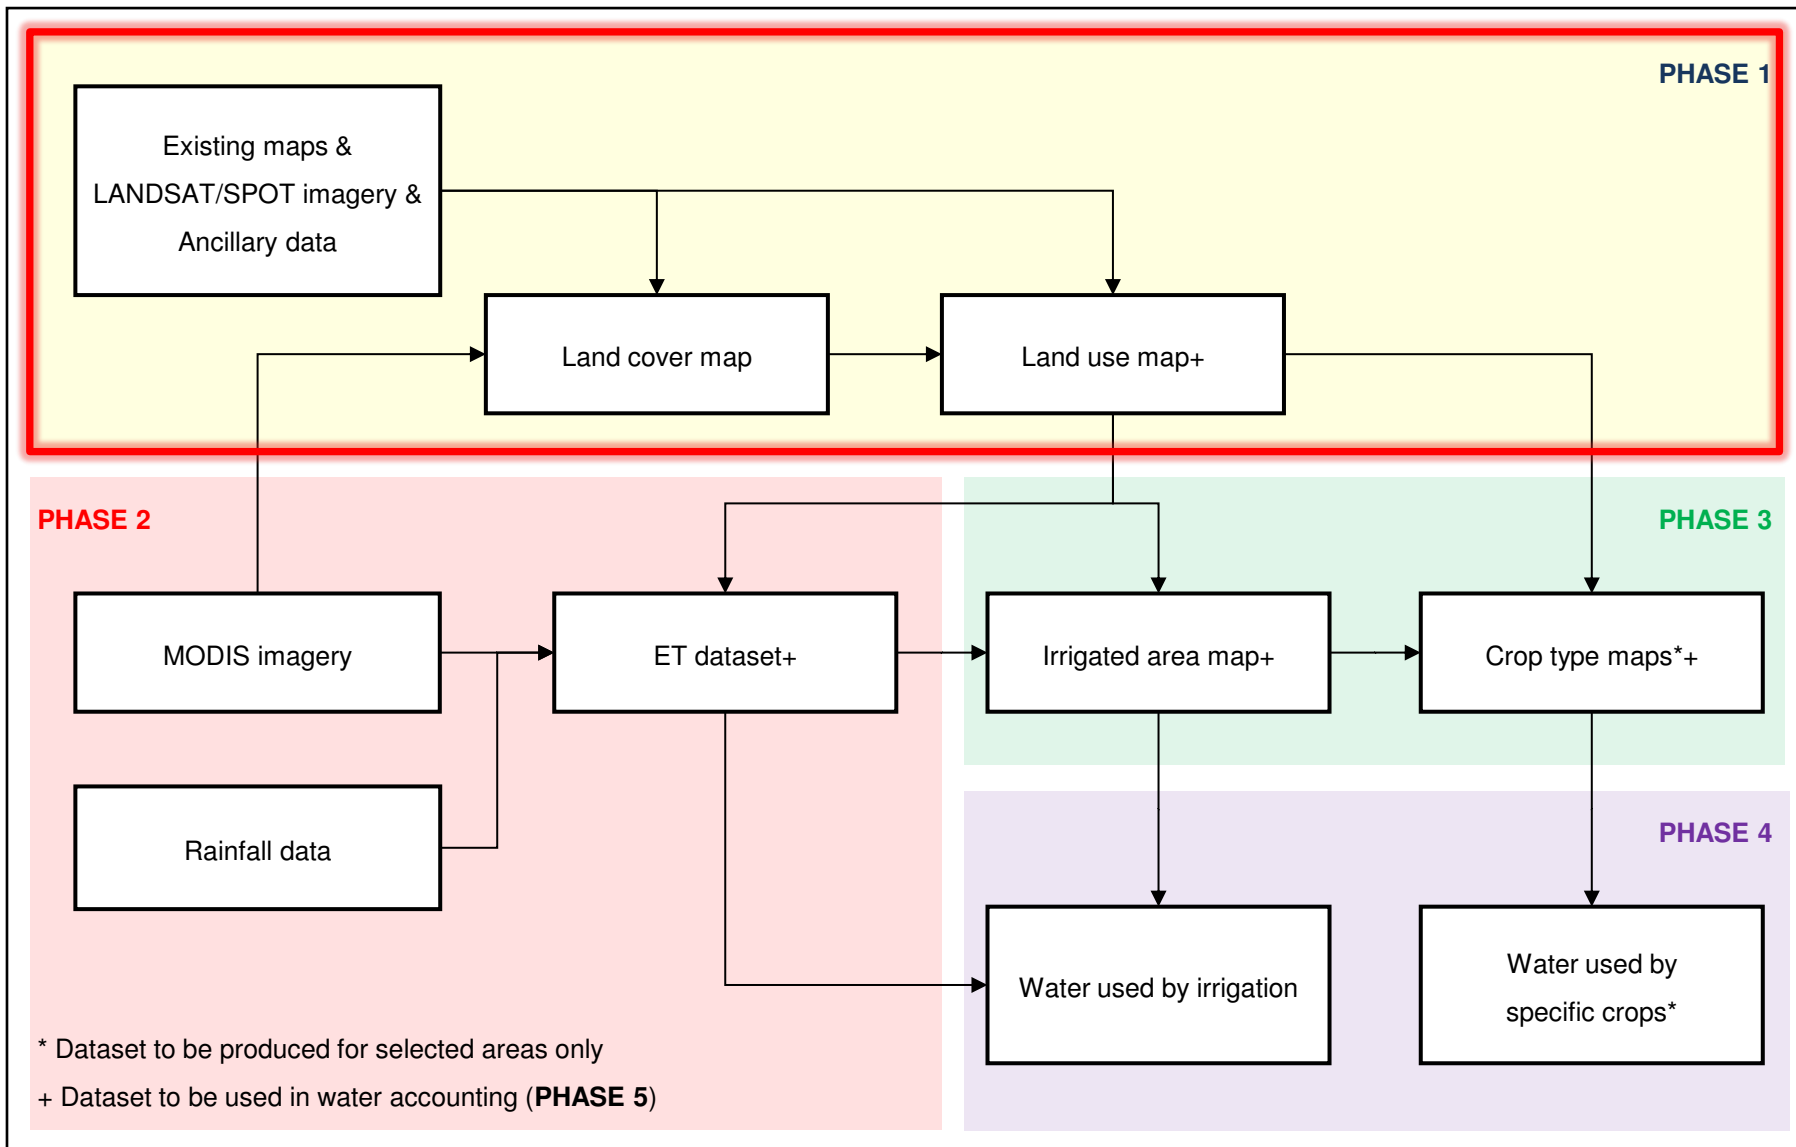 PHASE 1
Existing maps &
LANDSAT/SPOT imagery &
Ancillary data
Land cover map
Land use map+
PHASE 2
PHASE 3
MODIS imagery
ET dataset+
Irrigated area map+
Crop type maps*+
Rainfall data
PHASE 4
Water used by irrigation
Water used by
specific crops*
* Dataset to be produced for selected areas only
+ Dataset to be used in water accounting (PHASE 5)